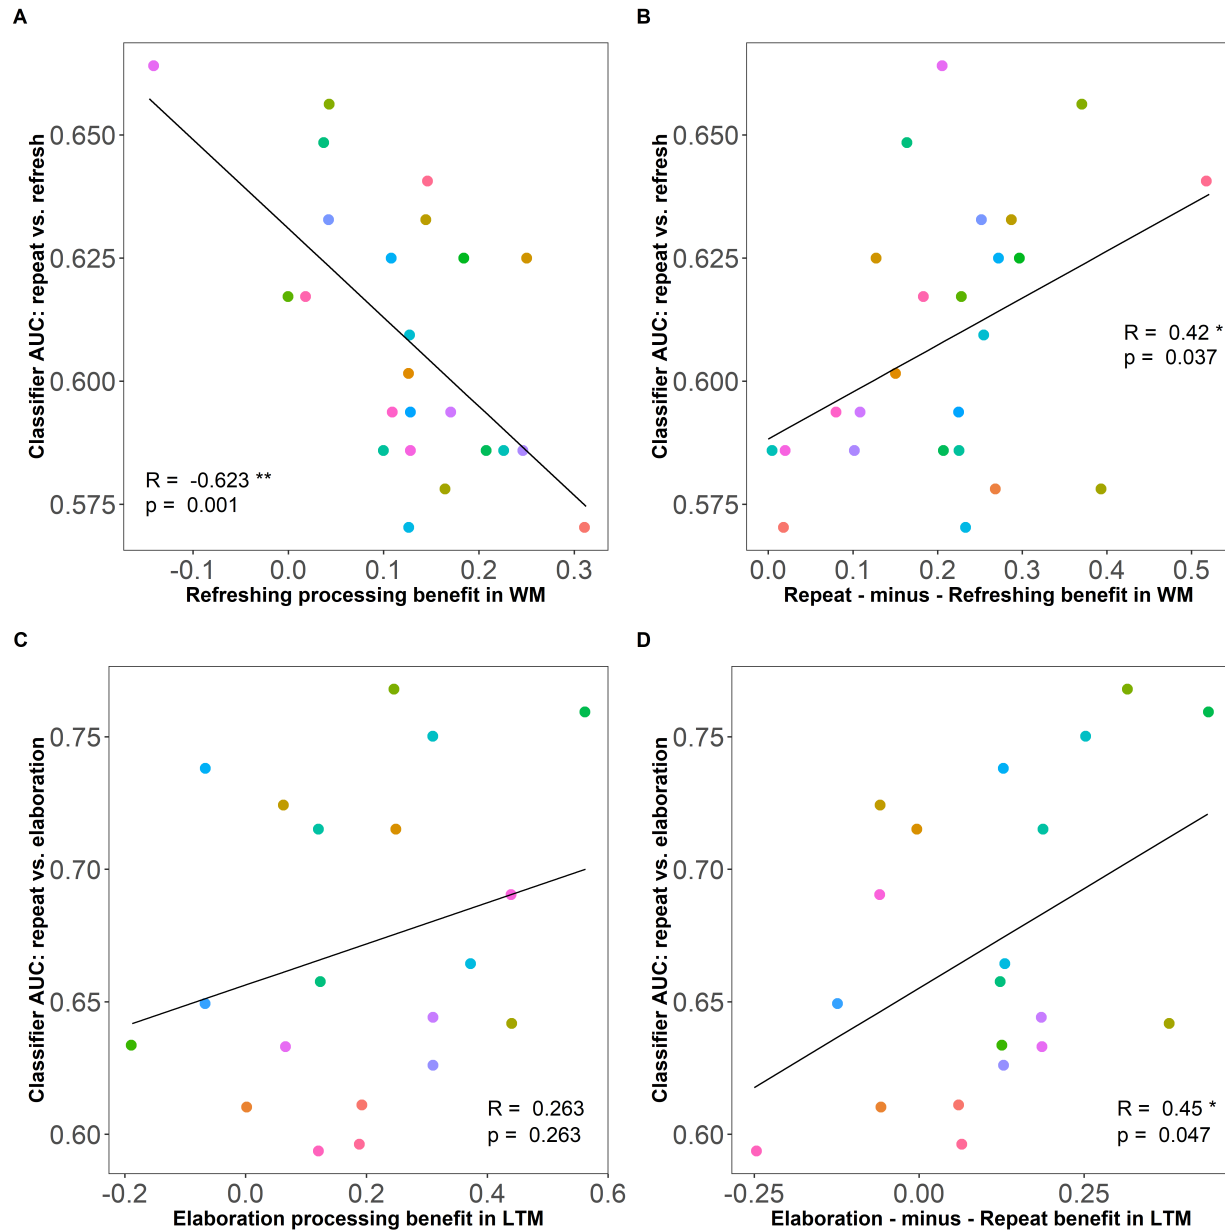 A
Classifier AUC: repeat vs. refresh
0.650
0.625
0.600
0.575
R = -0.623 **
p = 0.001
-0.1 0.0 0.1 0.2 0.3
Refreshing processing benefit in WM
B
Classifier AUC: repeat vs. refresh
0.650
0.625
0.600
0.575
R = 0.42 *
p = 0.037
0.0 0.1 0.2 0.3 0.4 0.5
Repeat - minus - Refreshing benefit in WM
C
Classifier AUC: repeat vs. elaboration
0.75
0.70
0.65
0.60
R = 0.263
p = 0.263
-0.2 0.0 0.2 0.4 0.6
Elaboration processing benefit in LTM
D
Classifier AUC: repeat vs. elaboration
0.75
0.70
0.65
0.60
R = 0.45 *
p = 0.047
-0.25 0.00 0.25
Elaboration - minus - Repeat benefit in LTM